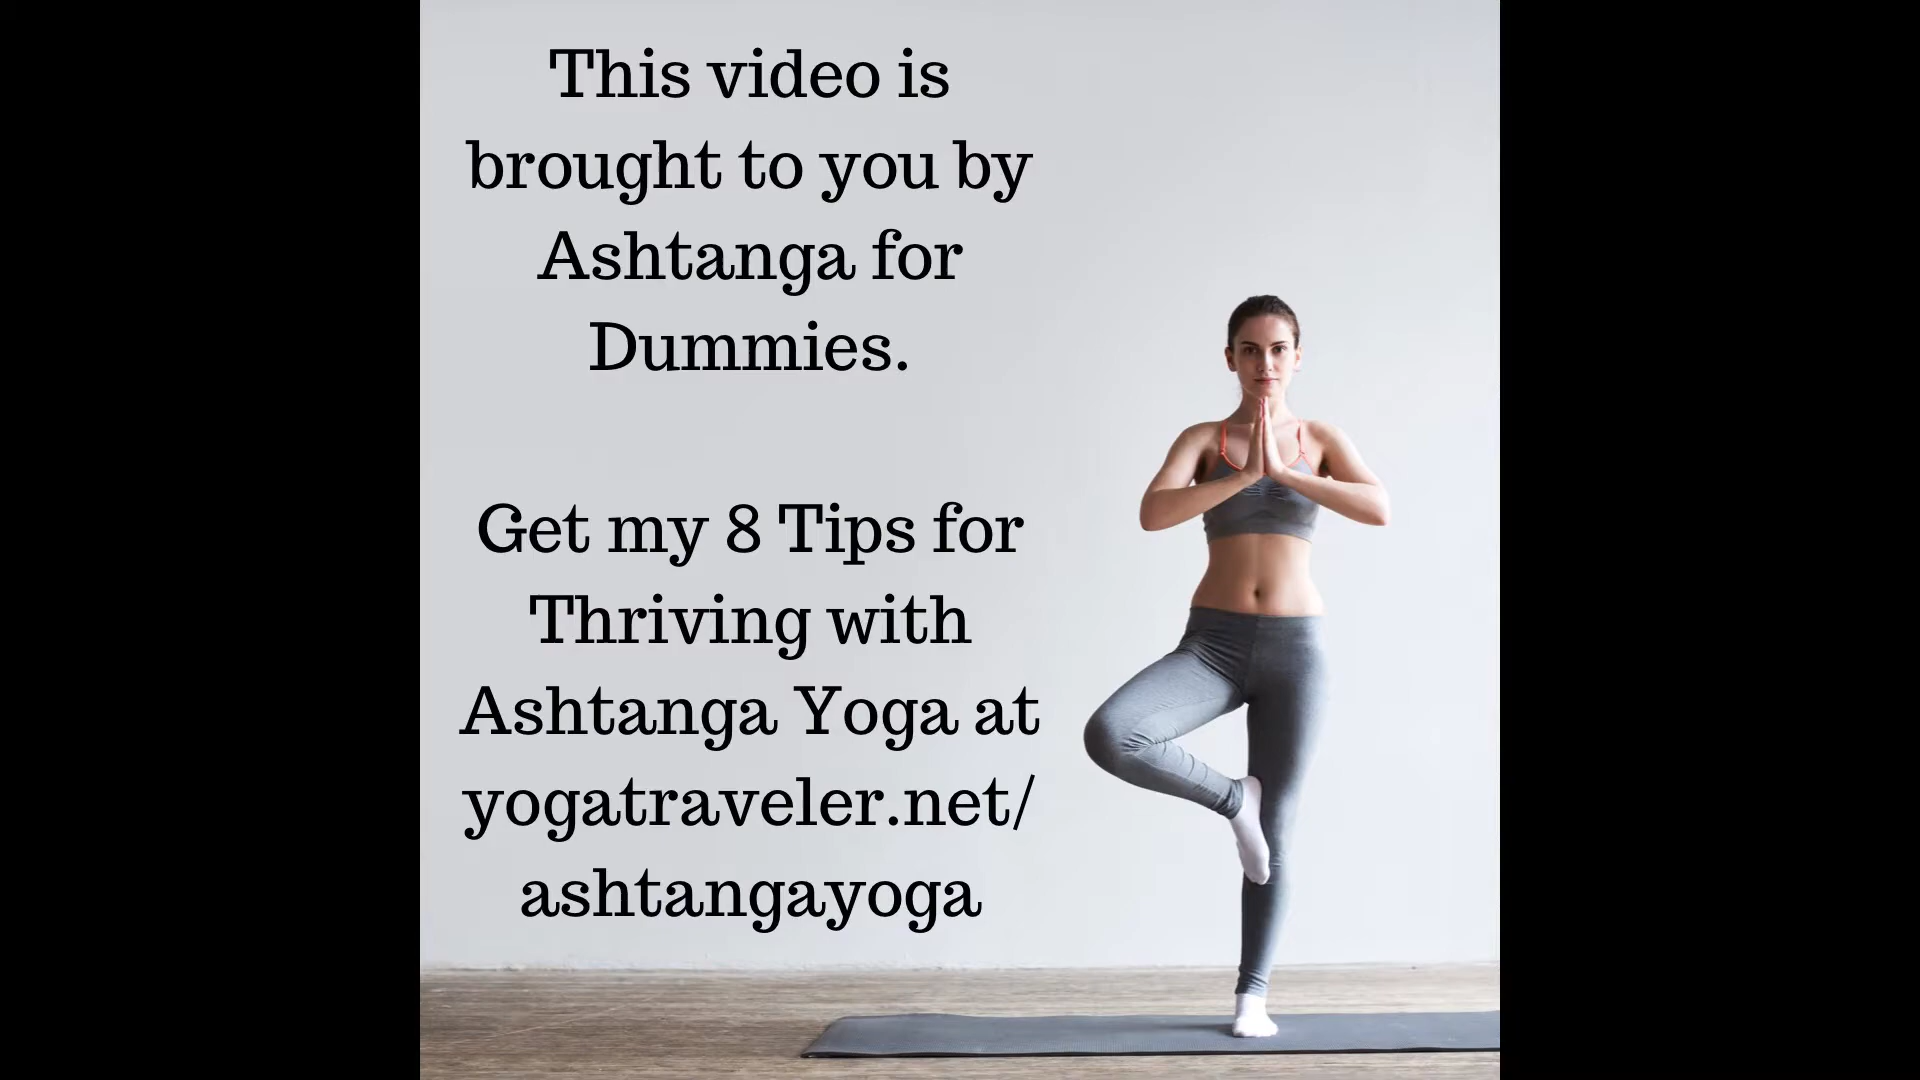 This video is
brought to you by
Ashtanga for
Dummies.
Get my 8 Tips for
Thriving with
Ashtanga Yoga at
yogatraveler.net/
ashtangayoga